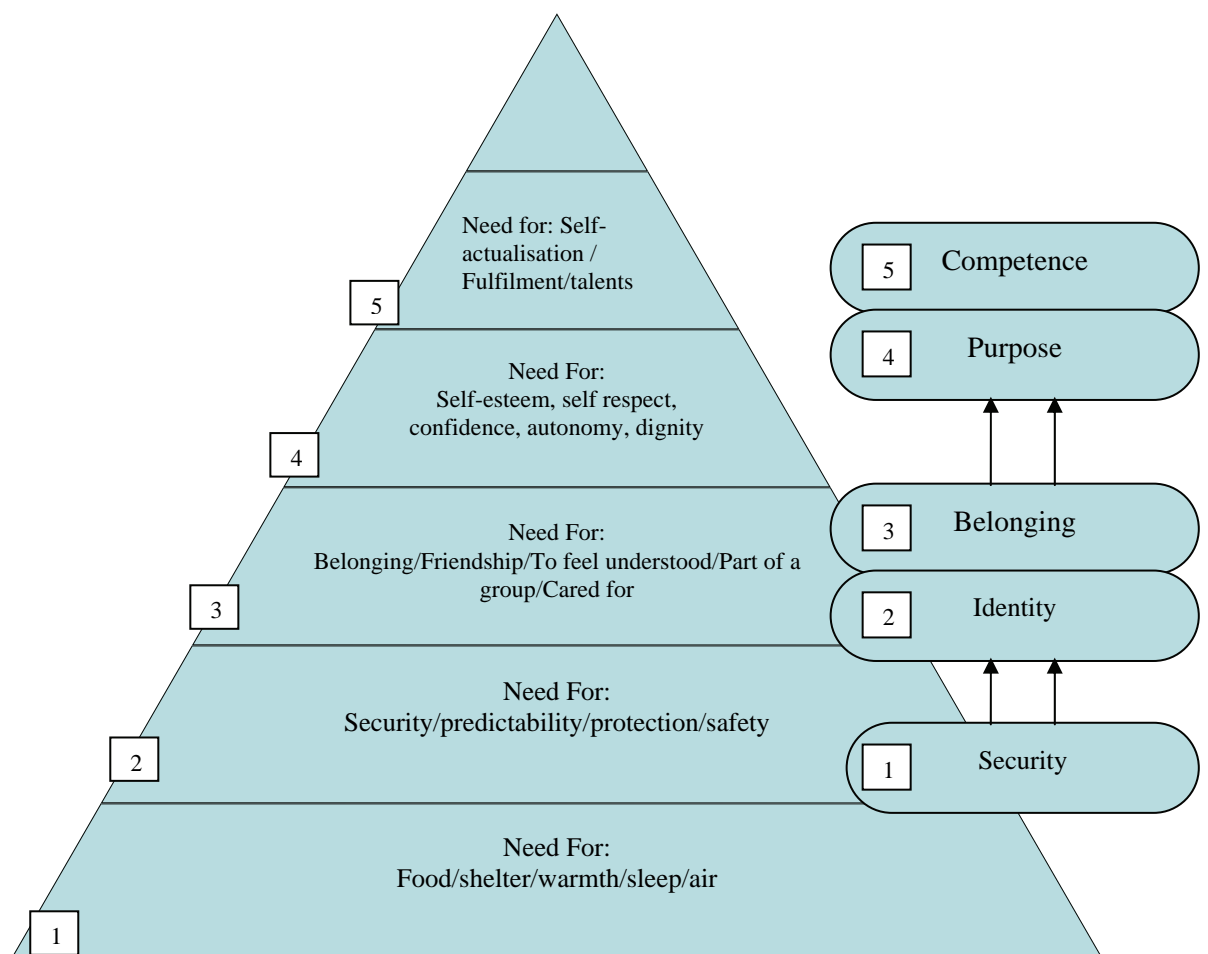 Need for: Self-
actualisation /
Fulfilment/talents
5
Need For:
Self-esteem, self respect,
confidence, autonomy, dignity
4
Need For:
Belonging/Friendship/To feel understood/Part of a
group/Cared for
3
Need For:
Security/predictability/protection/safety
2
Need For:
Food/shelter/warmth/sleep/air
1
5 Competence
4 Purpose
3 Belonging
2 Identity
1 Security